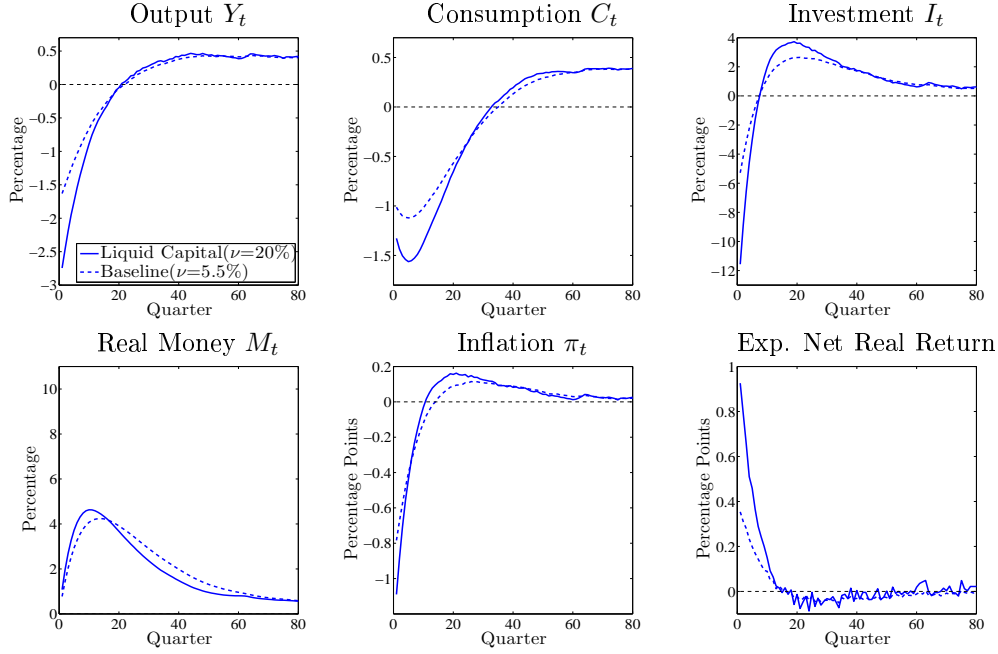 Output Y_t
Consumption C_t
Investment I_t
Percentage
0.5
0
−0.5
−1
−1.5
−2
−2.5
−3
Liquid Capital(ν=20%)
Baseline(ν=5.5%)
0 20 40 60 80
Quarter
Percentage
0.5
0
−0.5
−1
−1.5
0 20 40 60 80
Quarter
Percentage
4
2
0
−2
−4
−6
−8
−10
−12
0 20 40 60 80
Quarter
Real Money M_t
Inflation π_t
Exp. Net Real Return
Percentage
10
8
6
4
2
0
0 20 40 60 80
Quarter
Percentage Points
0.2
0
−0.2
−0.4
−0.6
−0.8
−1
0 20 40 60 80
Quarter
Percentage Points
1
0.8
0.6
0.4
0.2
0
0 20 40 60 80
Quarter